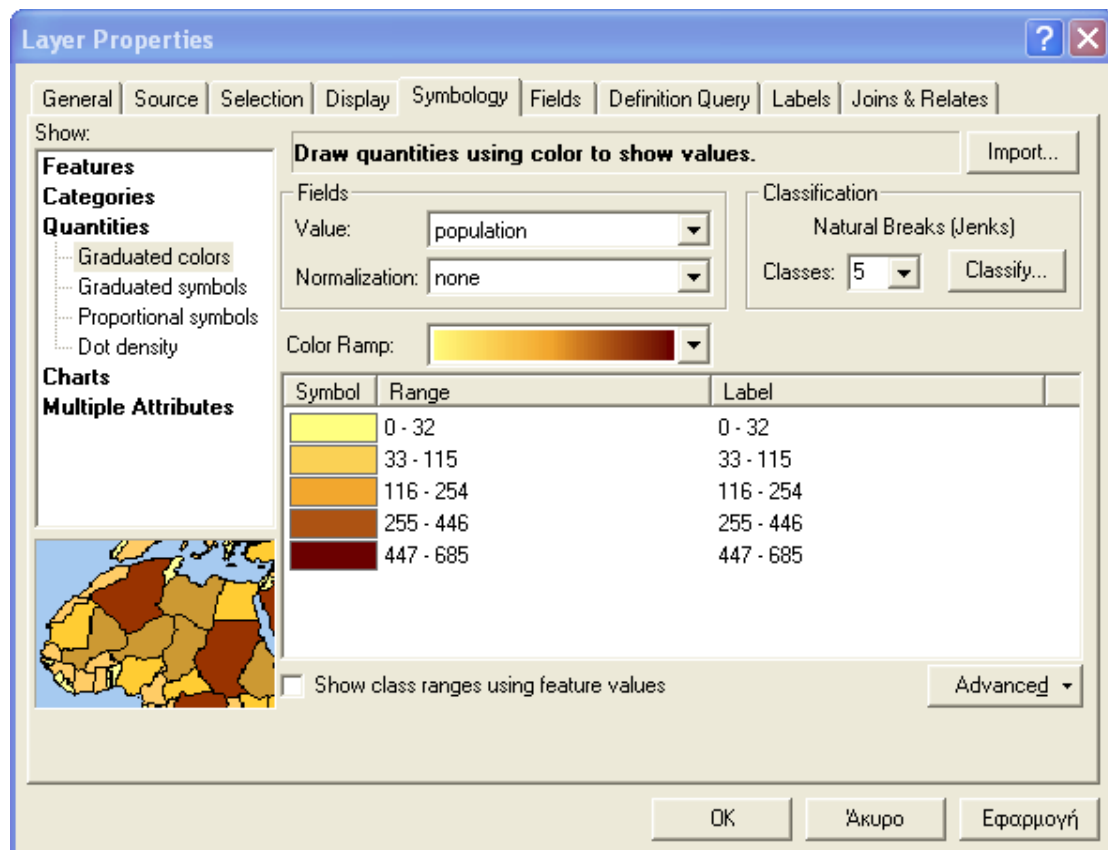 Layer Properties
General Source Selection Display Symbology Fields Definition Query Labels Joins & Relates
Show:
Features
Categories
Quantities
Graduated colors
Graduated symbols
Proportional symbols
Dot density
Charts
Multiple Attributes
Draw quantities using color to show values.
Import...
Fields
Value: population
Normalization: none
Classification
Natural Breaks (Jenks)
Classes: 5 Classify...
Color Ramp:
Symbol Range Label
0 - 32 0 - 32
33 - 115 33 - 115
116 - 254 116 - 254
255 - 446 255 - 446
447 - 685 447 - 685
Show class ranges using feature values
Advanced
OK Άκυρο Εφαρμογή